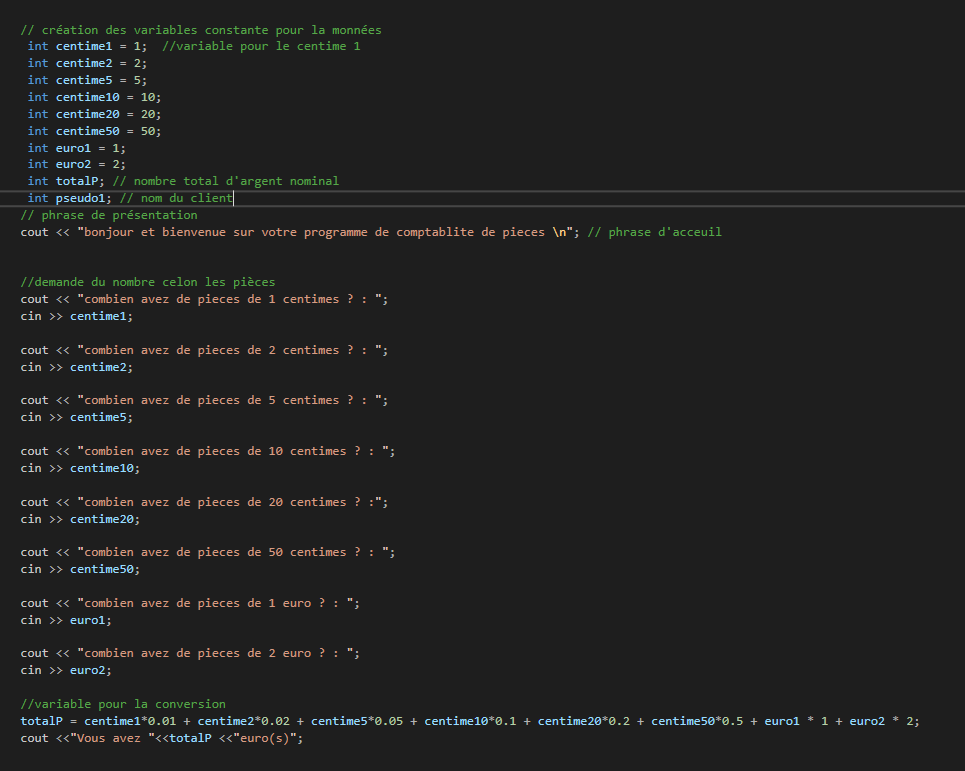 // création des variables constante pour la monnées
int centime1 = 1;  //variable pour le centime 1
int centime2 = 2;
int centime5 = 5;
int centime10 = 10;
int centime20 = 20;
int centime50 = 50;
int euro1 = 1;
int euro2 = 2;
int totalP; // nombre total d'argent nominal
int pseudo1; // nom du client
// phrase de présentation
cout << "bonjour et bienvenue sur votre programme de comptablite de pieces \n"; // phrase d'acceuil
//demande du nombre celon les pièces
cout << "combien avez de pieces de 1 centimes ? : ";
cin >> centime1;
cout << "combien avez de pieces de 2 centimes ? : ";
cin >> centime2;
cout << "combien avez de pieces de 5 centimes ? : ";
cin >> centime5;
cout << "combien avez de pieces de 10 centimes ? : ";
cin >> centime10;
cout << "combien avez de pieces de 20 centimes ? :";
cin >> centime20;
cout << "combien avez de pieces de 50 centimes ? : ";
cin >> centime50;
cout << "combien avez de pieces de 1 euro ? : ";
cin >> euro1;
cout << "combien avez de pieces de 2 euro ? : ";
cin >> euro2;
//variable pour la conversion
totalP = centime1*0.01 + centime2*0.02 + centime5*0.05 + centime10*0.1 + centime20*0.2 + centime50*0.5 + euro1 * 1 + euro2 * 2;
cout <<"Vous avez "<<totalP <<"euro(s)";